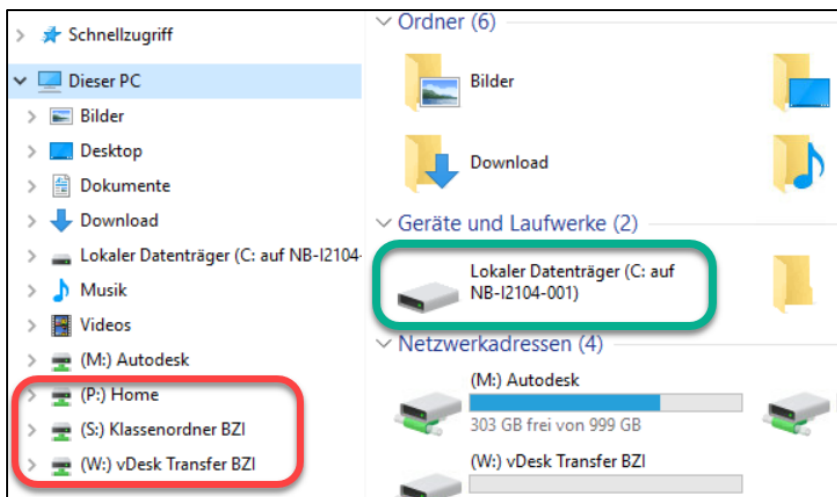 Schnellzugriff
Dieser PC
Bilder
Desktop
Dokumente
Download
Lokaler Datenträger (C: auf NB-I2104-
Musik
Videos
(M:) Autodesk
(P:) Home
(S:) Klassenordner BZI
(W:) vDesk Transfer BZI
Ordner (6)
Bilder
Download
Geräte und Laufwerke (2)
Lokaler Datenträger (C: auf
NB-I2104-001)
Netzwerkadressen (4)
(M:) Autodesk
303 GB frei von 999 GB
(W:) vDesk Transfer BZI